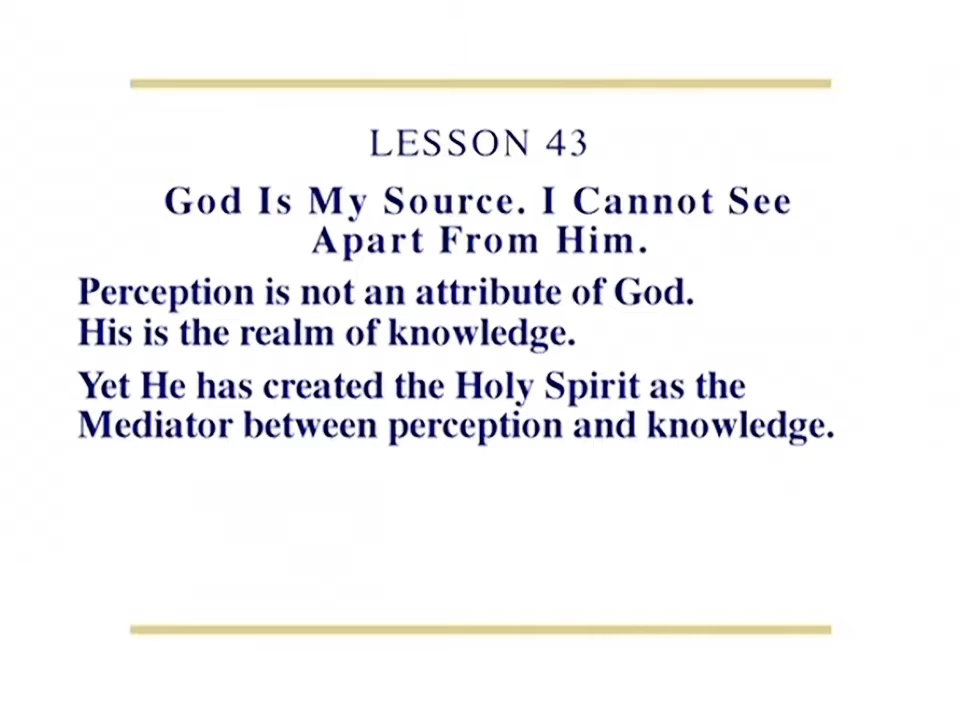 LESSON 43
God Is My Source. I Cannot See
Apart From Him.
Perception is not an attribute of God.
His is the realm of knowledge.
Yet He has created the Holy Spirit as the
Mediator between perception and knowledge.